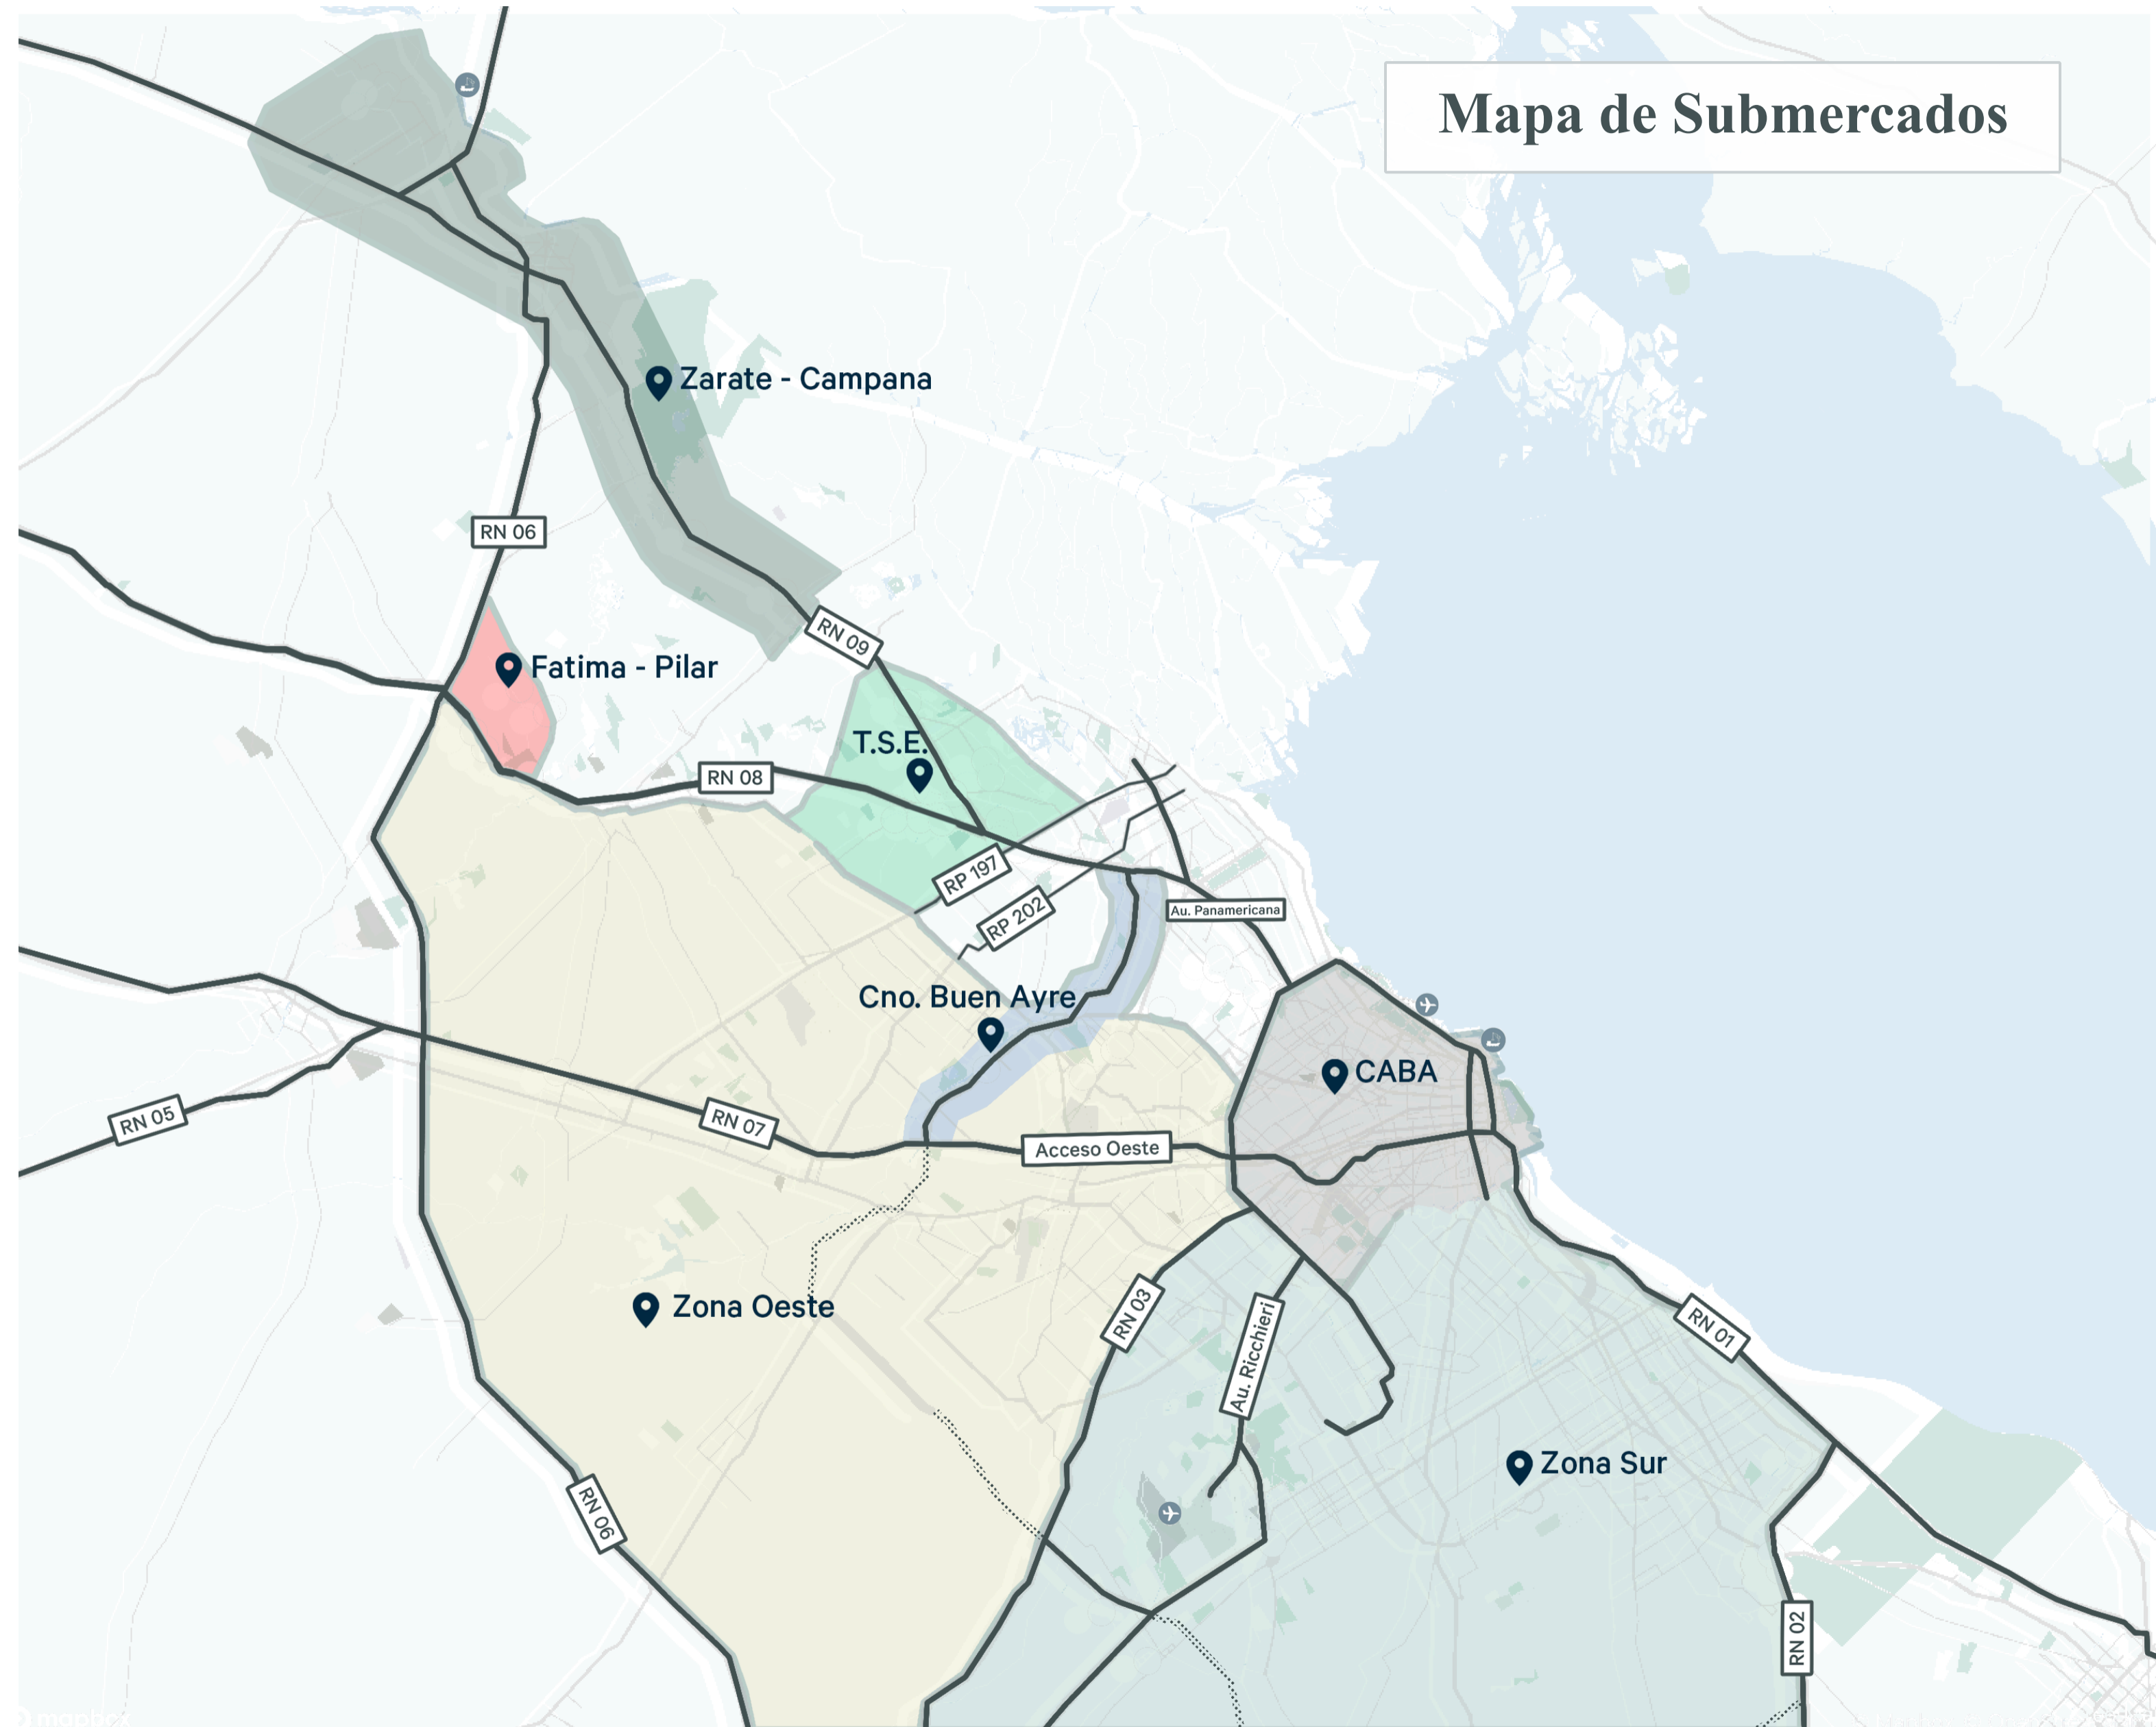 Mapa de Submercados
Zarate - Campana
RN 06
RN 09
Fatima - Pilar
T.S.E.
RN 08
RP 197
RP 202
Au. Panamericana
Cno. Buen Ayre
CABA
RN 05
RN 07
Acceso Oeste
Zona Oeste
RN 03
Au. Ricchieri
RN 01
Zona Sur
RN 06
RN 02
mapbox